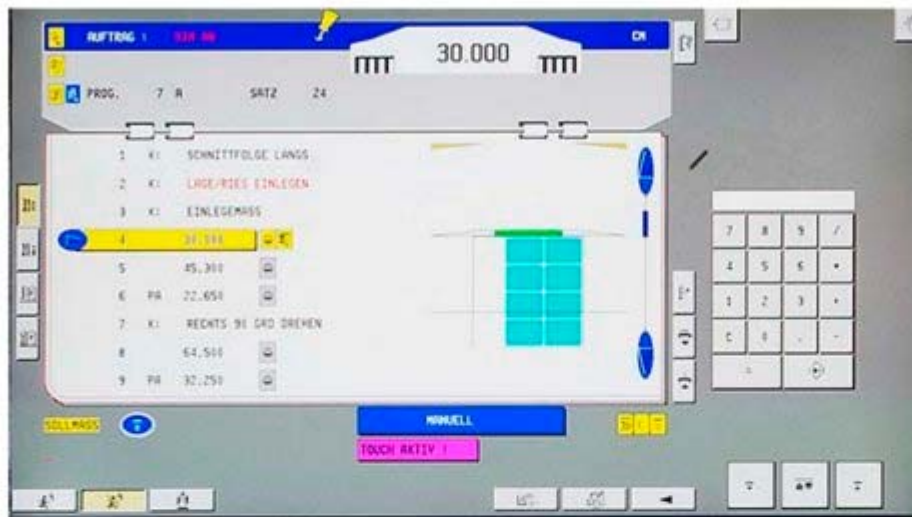 AUFTRAG 1 CM
30.000
PROG. 7 A SATZ 24
1 K: SCHNITTFOLGE LANGS
2 K: LAGE/RIES EINLEGEN
3 K: EINLEGEMASS
4
5 45.300
6 PA 22.650
7 K: RECHTS 90 GRD DREHEN
8 64.500
9 PA 32.250
7 8 9 /
4 5 6
1 2 3 +
C 0 . -
SOLLMASS
MANUELL
TOUCH AKTIV !